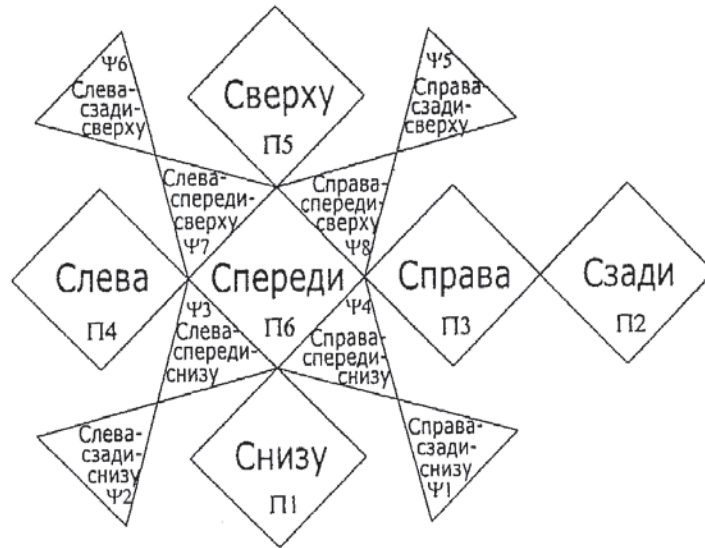 Ψ6
Слева-
сзади-
сверху
Сверху
П5
Ψ5
Справа-
сзади-
сверху
Слева-
спереди-
сверху
Ψ7
Справа-
спереди-
сверху
Ψ8
Слева
П4
Спереди
П6
Справа
П3
Сзади
П2
Ψ3
Слева-
спереди-
снизу
Ψ4
Справа-
спереди-
снизу
Слева-
сзади-
снизу
Ψ2
Снизу
П1
Справа-
сзади-
снизу
Ψ1